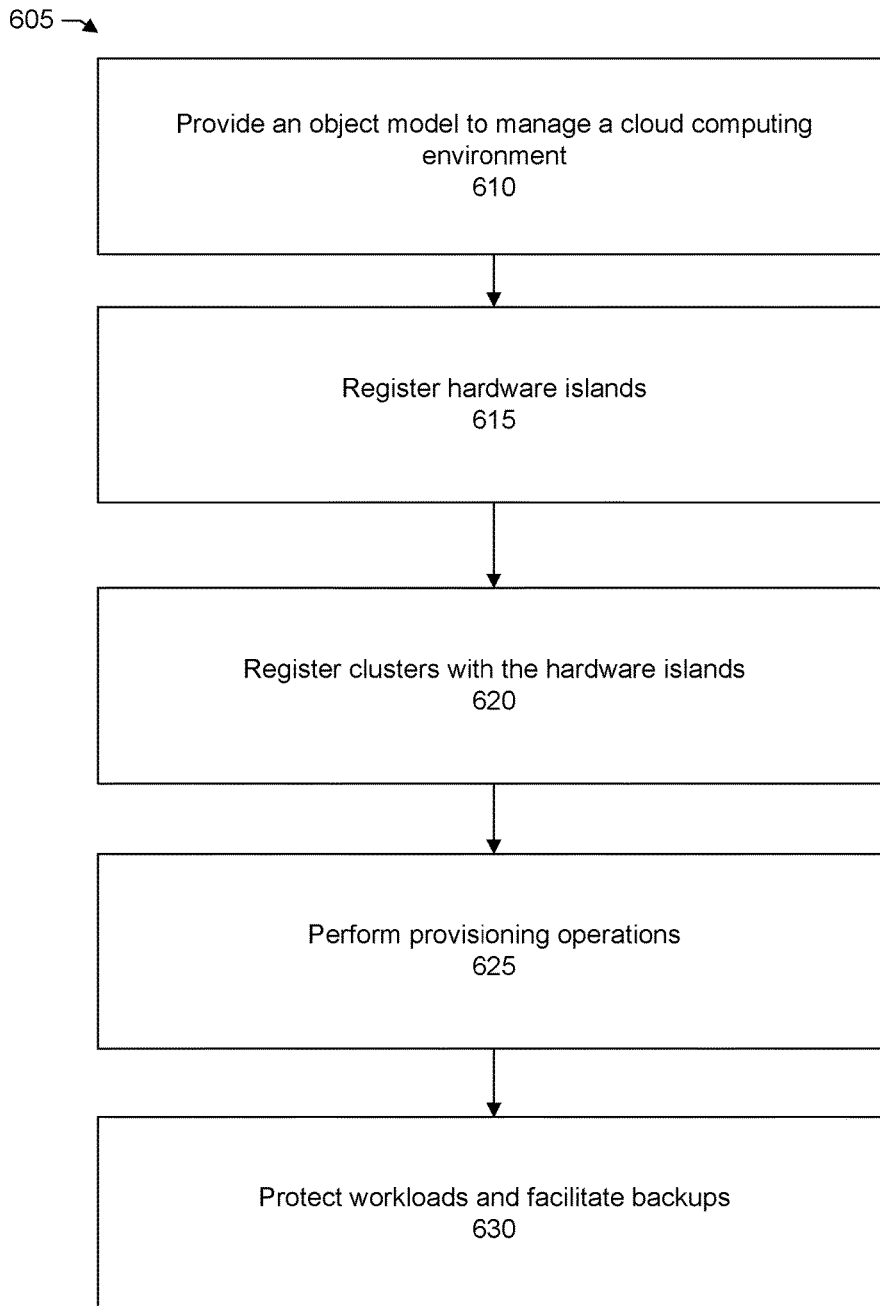 605
Provide an object model to manage a cloud computing
environment
610
Register hardware islands
615
Register clusters with the hardware islands
620
Perform provisioning operations
625
Protect workloads and facilitate backups
630